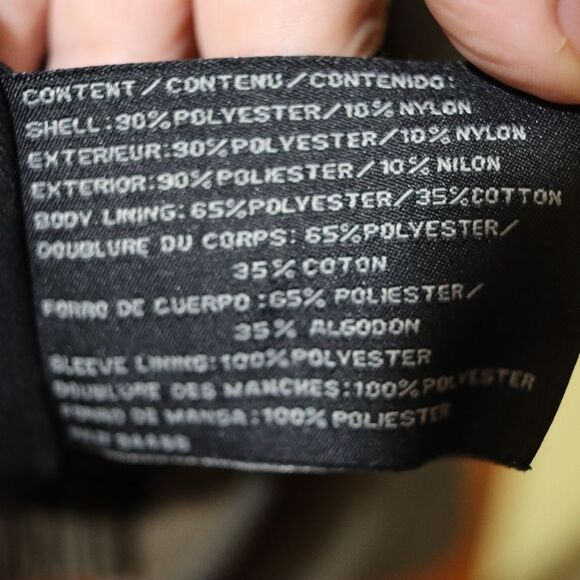 CONTENT/CONTENU/CONTENIDO:
SHELL:90%POLYESTER/10%NYLON
EXTERIEUR:90%POLYESTER/10%NYLON
EXTERIOR:90%POLIESTER/10%NILON
BODY LINING:65%POLYESTER/35%COTTON
DOUBLURE DU CORPS:65%POLYESTER/
35%COTON
FORRO DE CUERPO:65% POLIESTER/
35% ALGODON
SLEEVE LINING:100%POLYESTER
DOUBLURE DES MANCHES:100%POLYESTER
FORRO DE MANGA:100% POLIESTER